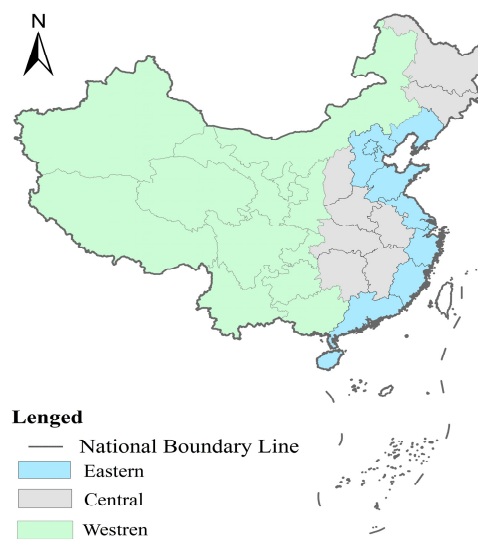 N
Lenged
National Boundary Line
Eastern
Central
Westren